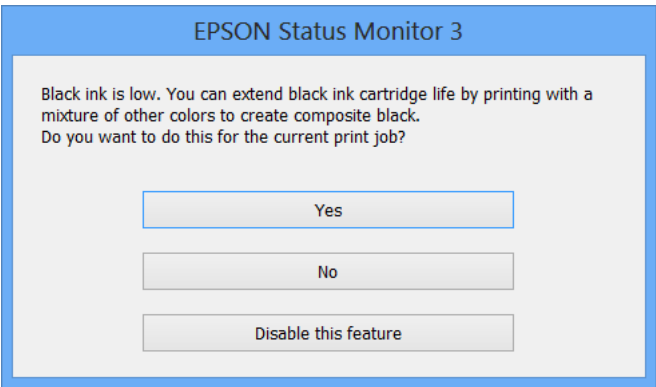 EPSON Status Monitor 3
Black ink is low. You can extend black ink cartridge life by printing with a
mixture of other colors to create composite black.
Do you want to do this for the current print job?
Yes
No
Disable this feature